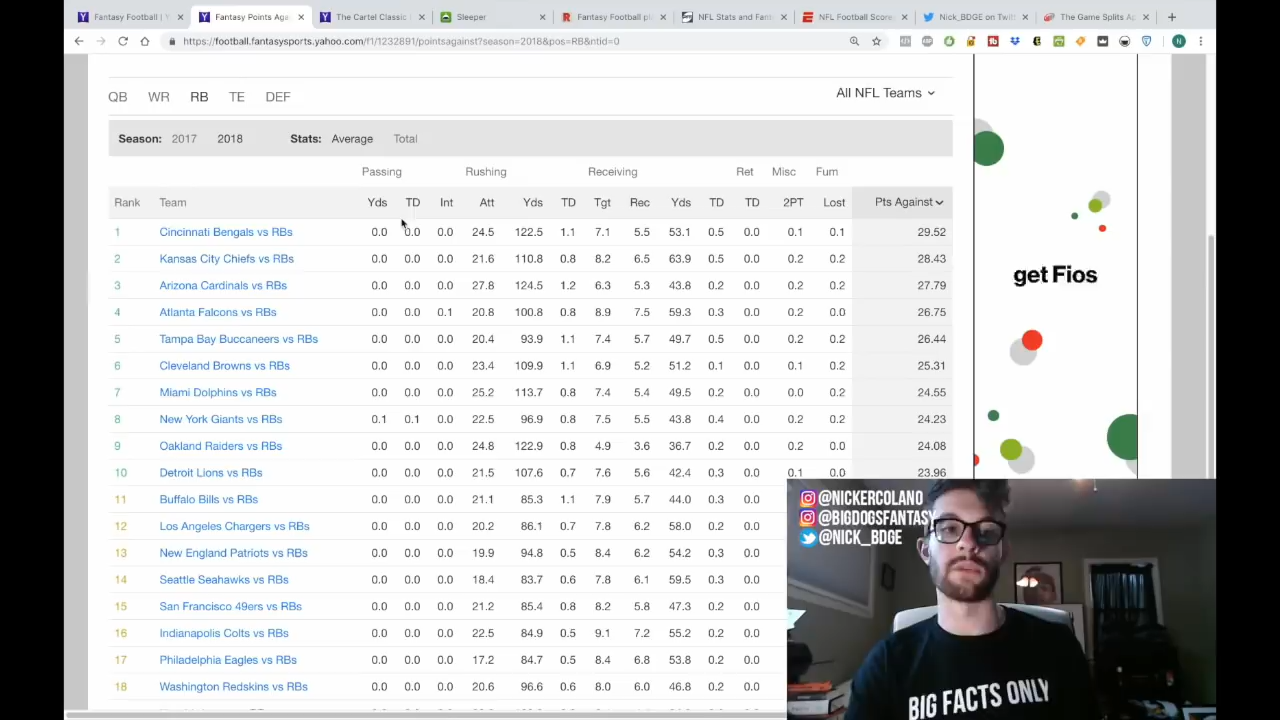 Fantasy Football | Y
Fantasy Points Aga
The Cartel Classic |
Sleeper
Fantasy Football pl
NFL Stats and Fant
NFL Football Score
Nick_BDGE on Twit
The Game Splits Ap
https://football.fantasysports.yahoo.com/f1/1232891/pointsagainst?season=2018&pos=RB&ntid=0
QB WR RB TE DEF All NFL Teams
Season: 2017 2018 Stats: Average Total
Passing Rushing Receiving Ret Misc Fum
Rank Team Yds TD Int Att Yds TD Tgt Rec Yds TD TD 2PT Lost Pts Against
1 Cincinnati Bengals vs RBs 0.0 0.0 0.0 24.5 122.5 1.1 7.1 5.5 53.1 0.5 0.0 0.1 0.1 29.52
2 Kansas City Chiefs vs RBs 0.0 0.0 0.0 21.6 110.8 0.8 8.2 6.5 63.9 0.5 0.0 0.2 0.2 28.43
3 Arizona Cardinals vs RBs 0.0 0.0 0.0 27.8 124.5 1.2 6.3 5.3 43.8 0.2 0.0 0.2 0.2 27.79
4 Atlanta Falcons vs RBs 0.0 0.0 0.1 20.8 100.8 0.8 8.9 7.5 59.3 0.3 0.0 0.2 0.0 26.75
5 Tampa Bay Buccaneers vs RBs 0.0 0.0 0.0 20.4 93.9 1.1 7.4 5.7 49.7 0.5 0.0 0.2 0.2 26.44
6 Cleveland Browns vs RBs 0.0 0.0 0.0 23.4 109.9 1.1 6.9 5.2 51.2 0.1 0.0 0.1 0.2 25.31
7 Miami Dolphins vs RBs 0.0 0.0 0.0 25.2 113.7 0.8 7.4 5.4 49.5 0.2 0.0 0.0 0.2 24.55
8 New York Giants vs RBs 0.1 0.1 0.0 22.5 96.9 0.8 7.5 5.5 43.8 0.4 0.0 0.2 0.2 24.23
9 Oakland Raiders vs RBs 0.0 0.0 0.0 24.8 122.9 0.8 4.9 3.6 36.7 0.2 0.0 0.2 0.0 24.08
10 Detroit Lions vs RBs 0.0 0.0 0.0 21.5 107.6 0.7 7.6 5.6 42.4 0.3 0.0 0.1 0.0 23.96
11 Buffalo Bills vs RBs 0.0 0.0 0.0 21.1 85.3 1.1 7.9 5.7 44.0 0.3 0.0
12 Los Angeles Chargers vs RBs 0.0 0.0 0.0 20.2 86.1 0.7 7.8 6.2 58.0 0.2 0.0
13 New England Patriots vs RBs 0.0 0.0 0.0 19.9 94.8 0.5 8.4 6.2 54.2 0.3 0.0
14 Seattle Seahawks vs RBs 0.0 0.0 0.0 18.4 83.7 0.6 7.8 6.1 59.5 0.3 0.0
15 San Francisco 49ers vs RBs 0.0 0.0 0.0 21.2 85.4 0.8 8.2 5.8 47.3 0.2 0.0
16 Indianapolis Colts vs RBs 0.0 0.0 0.0 22.5 84.9 0.5 9.1 7.2 55.2 0.2 0.0
17 Philadelphia Eagles vs RBs 0.0 0.0 0.0 17.2 84.7 0.5 8.4 6.8 53.8 0.2 0.0
18 Washington Redskins vs RBs 0.0 0.0 0.0 20.6 96.6 0.6 8.0 6.0 46.8 0.2 0.0
get Fios
@NICKERCOLANO
@BIGDOGSFANTASY
@NICK_BDGE
BIG FACTS ONLY